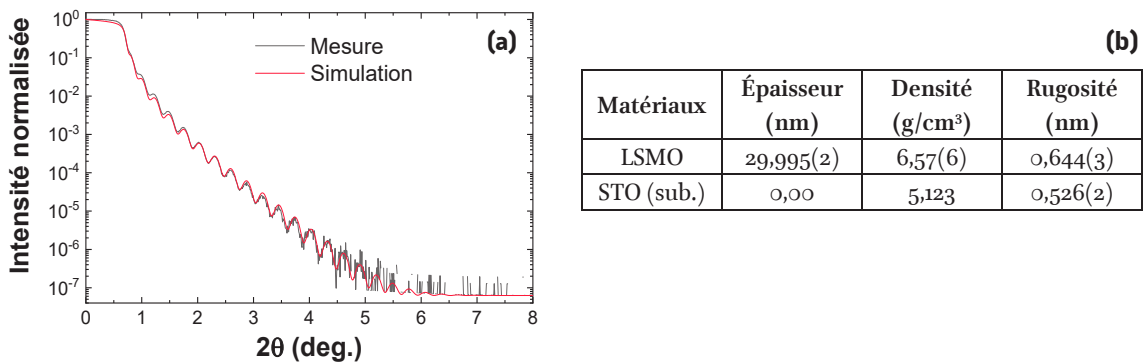 (a)
Mesure
Simulation
Intensité normalisée
10⁰
10⁻¹
10⁻²
10⁻³
10⁻⁴
10⁻⁵
10⁻⁶
10⁻⁷
0 1 2 3 4 5 6 7 8
2θ (deg.)
(b)
Matériaux Épaisseur (nm) Densité (g/cm³) Rugosité (nm)
LSMO 29,995(2) 6,57(6) 0,644(3)
STO (sub.) 0,00 5,123 0,526(2)